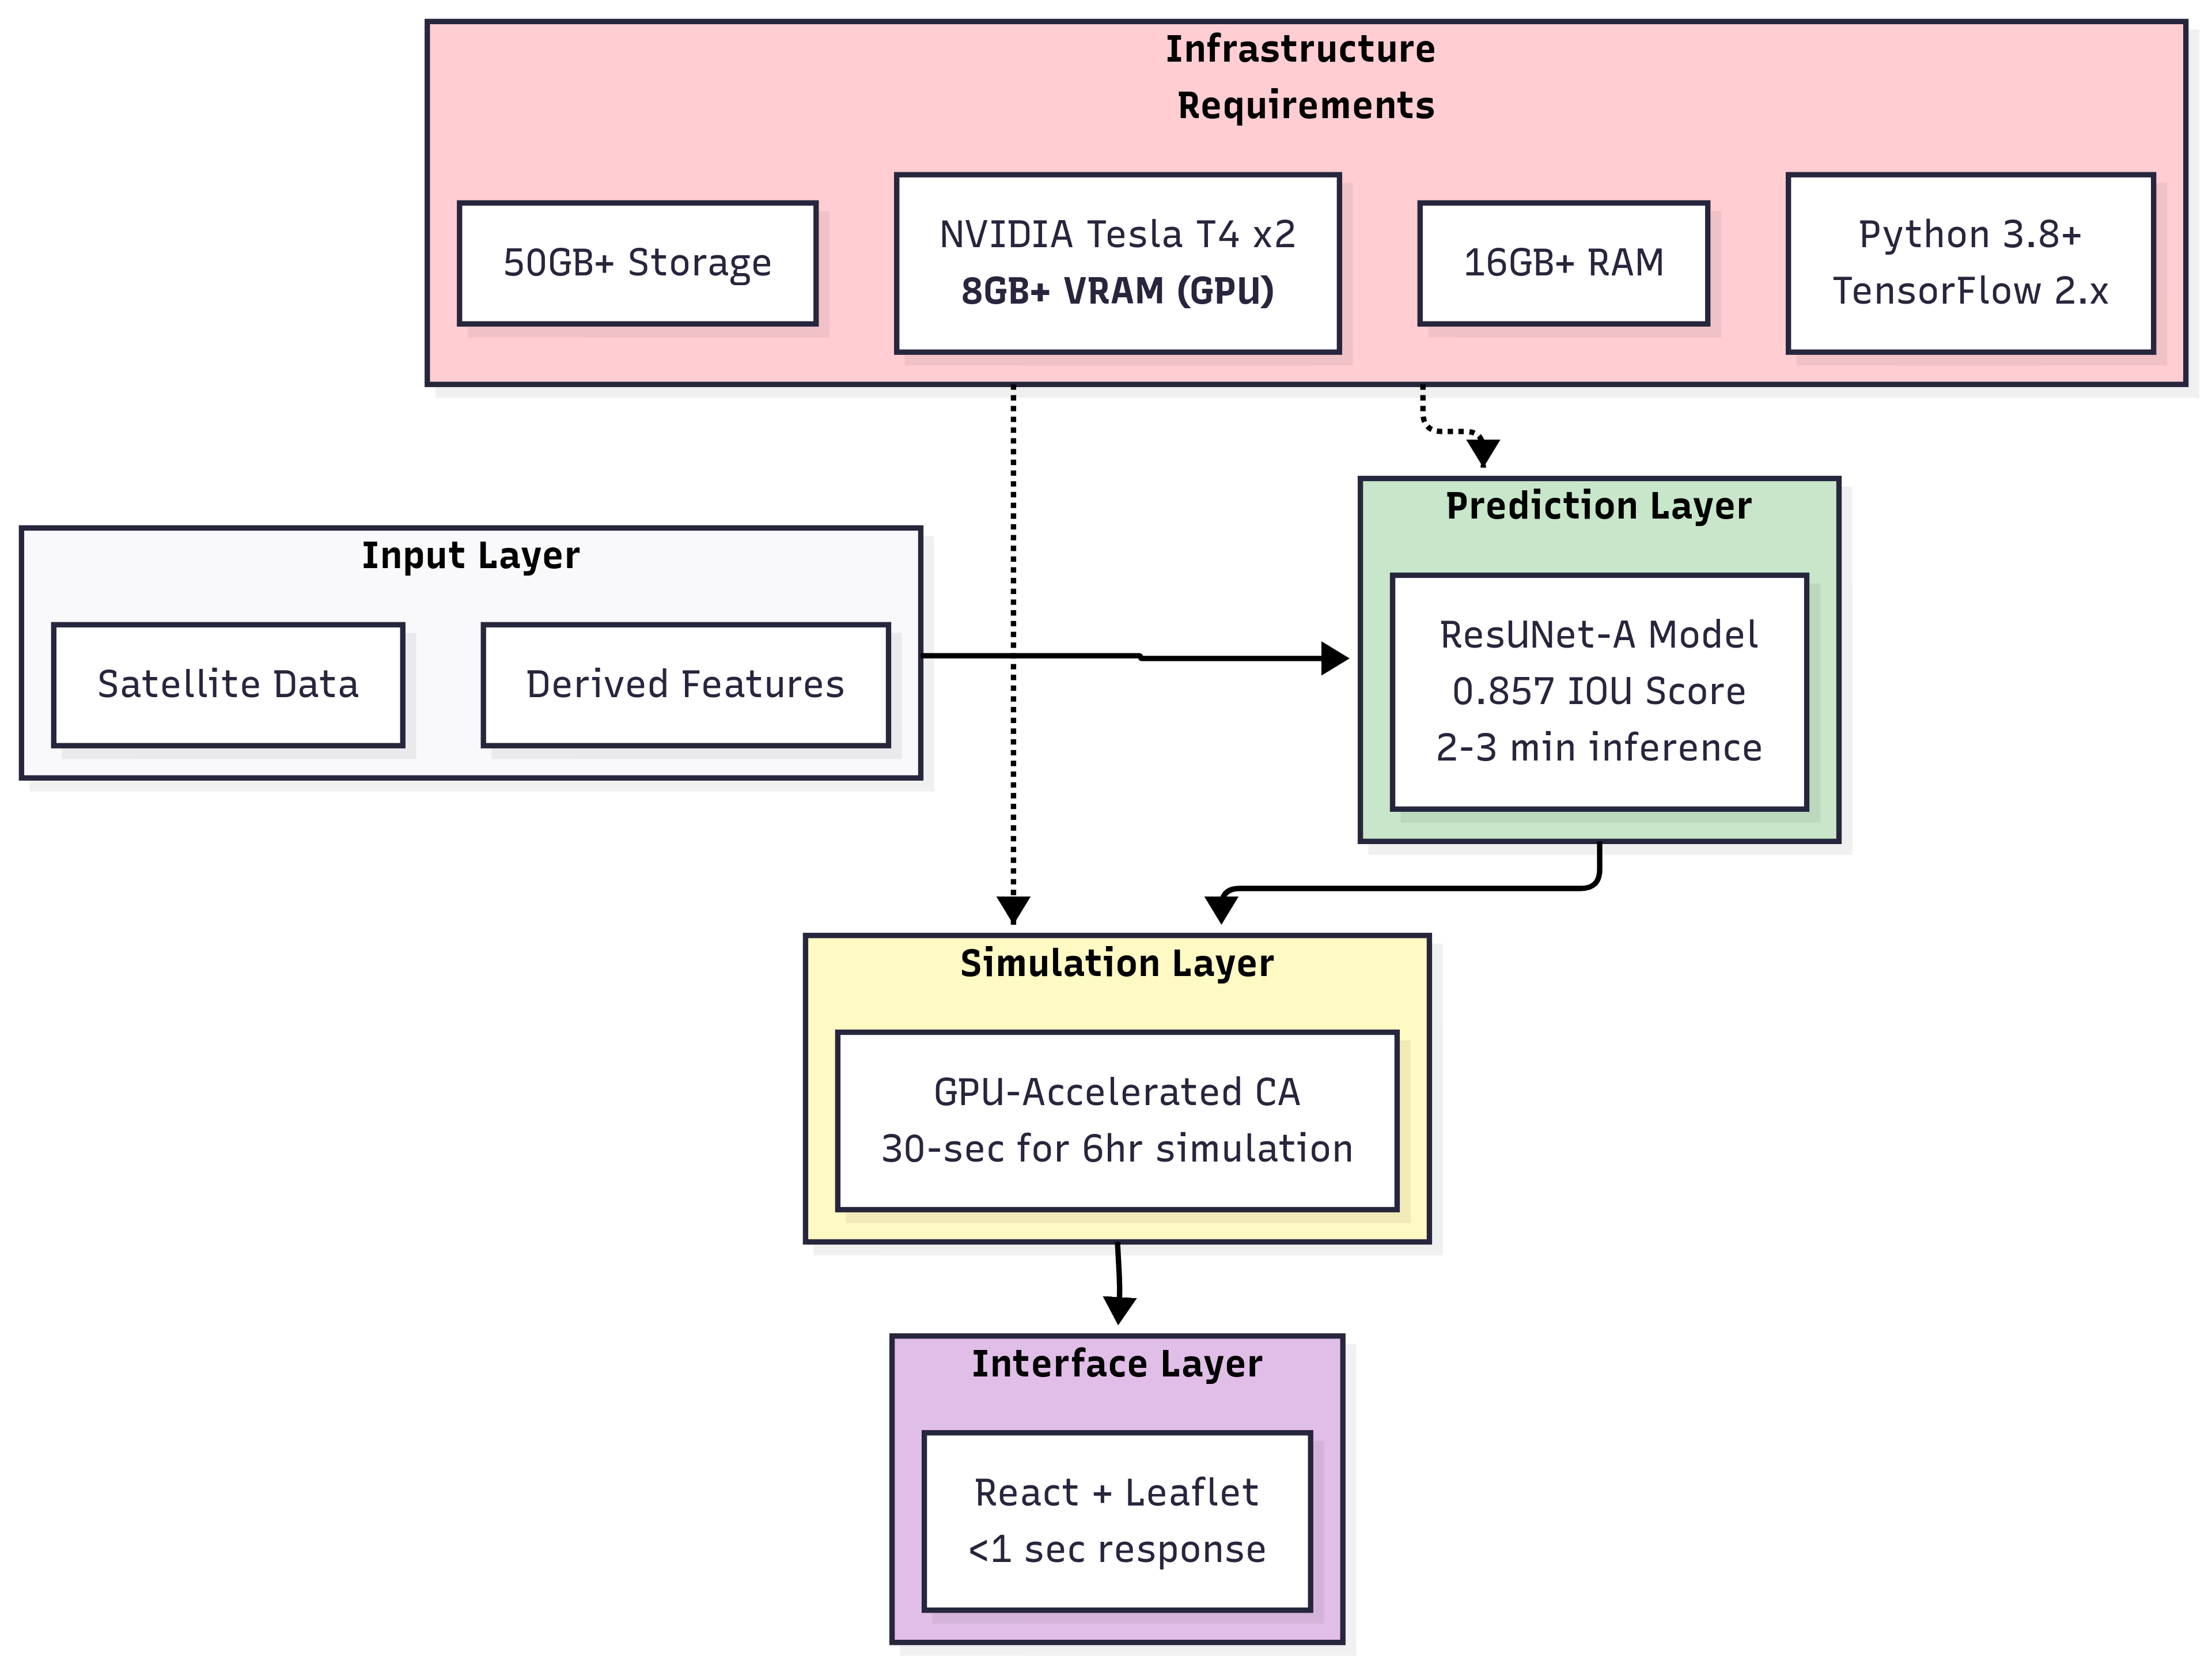 Infrastructure
Requirements
50GB+ Storage
NVIDIA Tesla T4 x2
8GB+ VRAM (GPU)
16GB+ RAM
Python 3.8+
TensorFlow 2.x
Input Layer
Satellite Data
Derived Features
Prediction Layer
ResUNet-A Model
0.857 IOU Score
2-3 min inference
Simulation Layer
GPU-Accelerated CA
30-sec for 6hr simulation
Interface Layer
React + Leaflet
<1 sec response